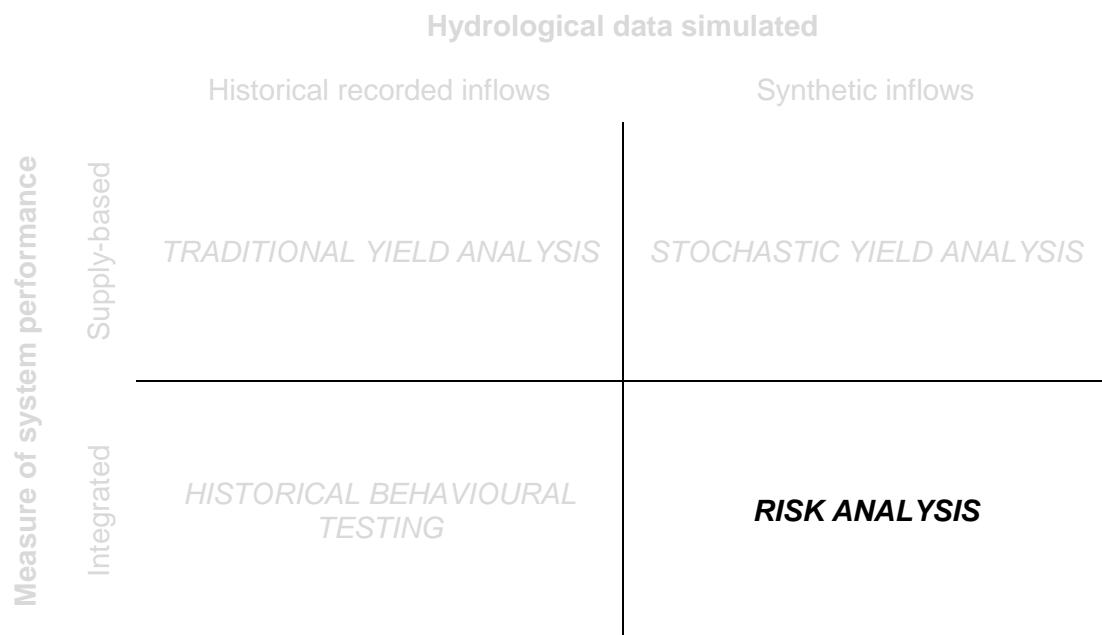 Hydrological data simulated
Historical recorded inflows
Synthetic inflows
Measure of system performance
Supply-based
TRADITIONAL YIELD ANALYSIS
STOCHASTIC YIELD ANALYSIS
Integrated
HISTORICAL BEHAVIOURAL
TESTING
RISK ANALYSIS